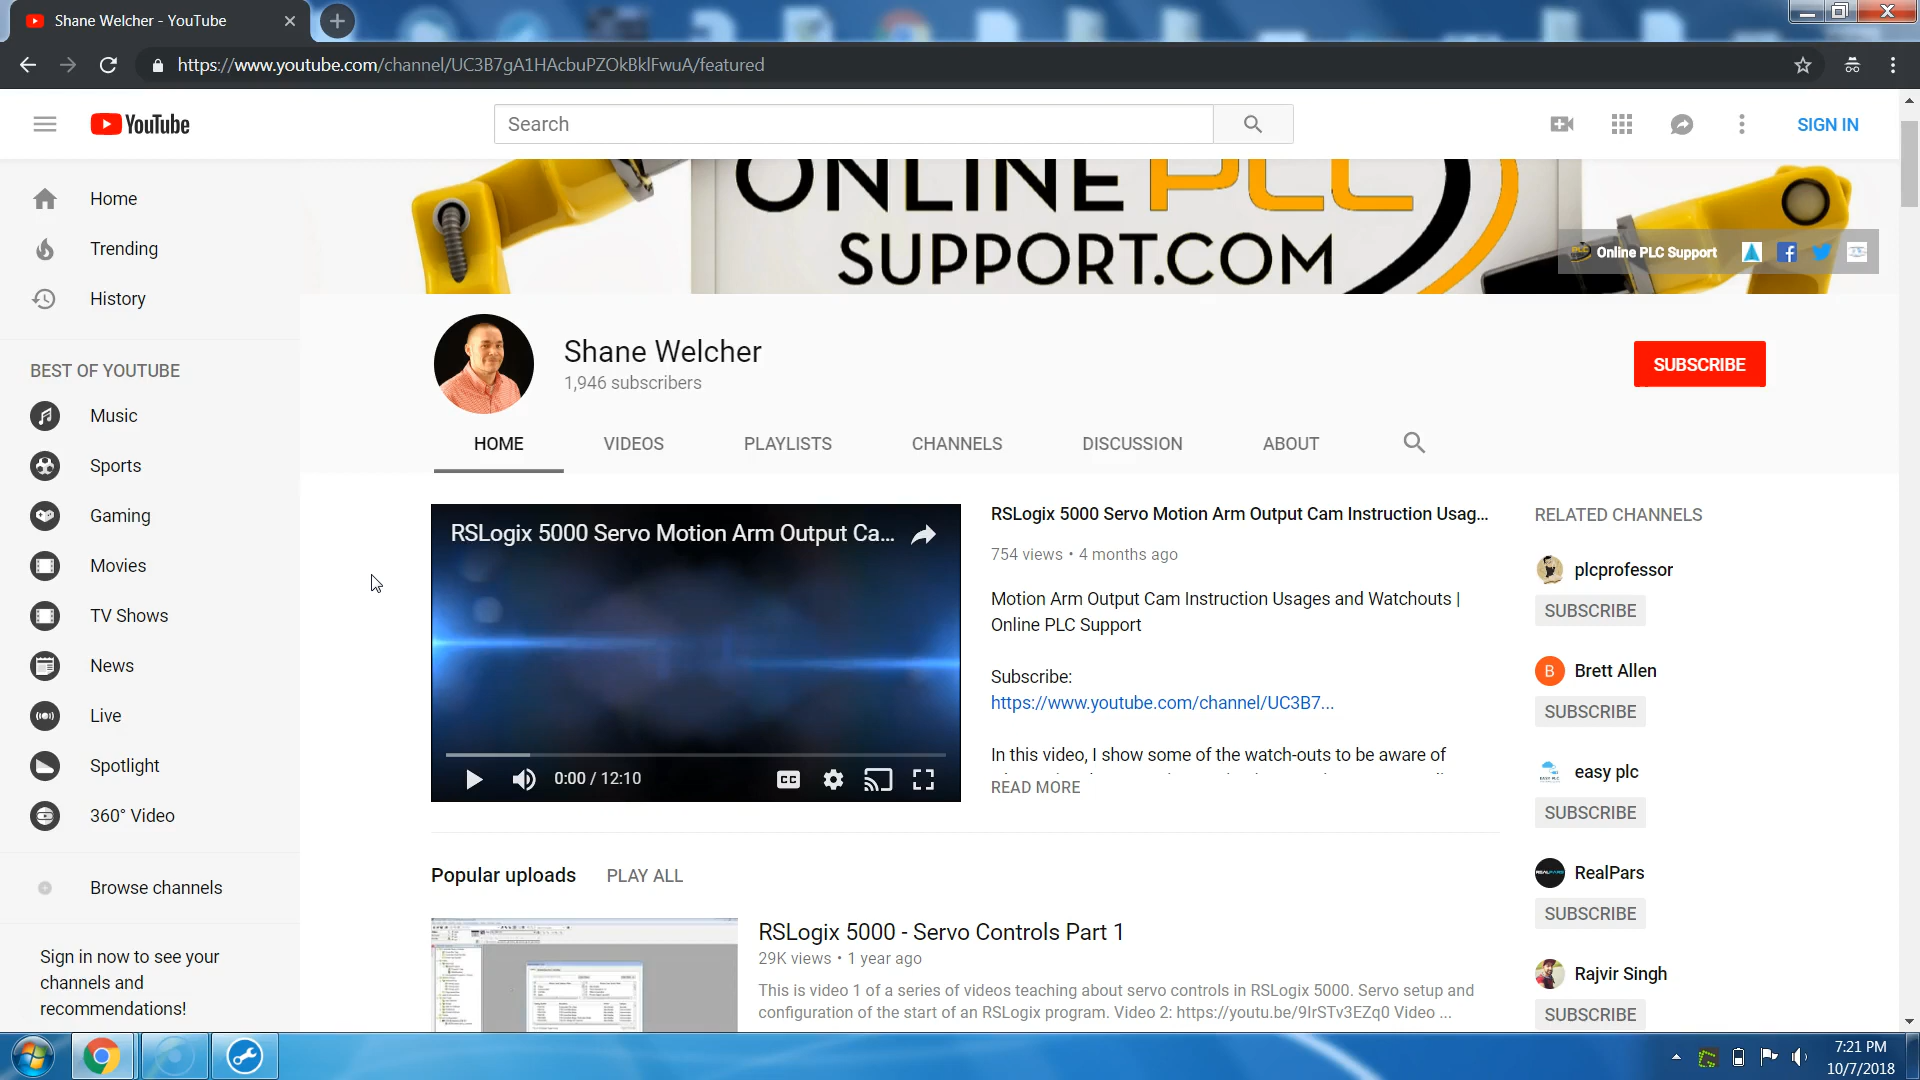 Shane Welcher - YouTube
https://www.youtube.com/channel/UC3B7gA1HAcbuPZOkBklFwuA/featured
YouTube
Search
SIGN IN
Home
Trending
History
BEST OF YOUTUBE
Music
Sports
Gaming
Movies
TV Shows
News
Live
Spotlight
360° Video
Browse channels
Sign in now to see your
channels and
recommendations!
ONLINE PLC
SUPPORT.COM
Online PLC Support
Shane Welcher
1,946 subscribers
SUBSCRIBE
HOME
VIDEOS
PLAYLISTS
CHANNELS
DISCUSSION
ABOUT
RSLogix 5000 Servo Motion Arm Output Ca...
0:00 / 12:10
CC
RSLogix 5000 Servo Motion Arm Output Cam Instruction Usag...
754 views • 4 months ago
Motion Arm Output Cam Instruction Usages and Watchouts |
Online PLC Support
Subscribe:
https://www.youtube.com/channel/UC3B7...
In this video, I show some of the watch-outs to be aware of
READ MORE
Popular uploads
PLAY ALL
RSLogix 5000 - Servo Controls Part 1
29K views • 1 year ago
This is video 1 of a series of videos teaching about servo controls in RSLogix 5000. Servo setup and
configuration of the start of an RSLogix program. Video 2: https://youtu.be/9IrSTv3EZq0 Video ...
RELATED CHANNELS
plcprofessor
SUBSCRIBE
B
Brett Allen
SUBSCRIBE
easy plc
SUBSCRIBE
REALPARS
RealPars
SUBSCRIBE
Rajvir Singh
SUBSCRIBE
7:21 PM
10/7/2018